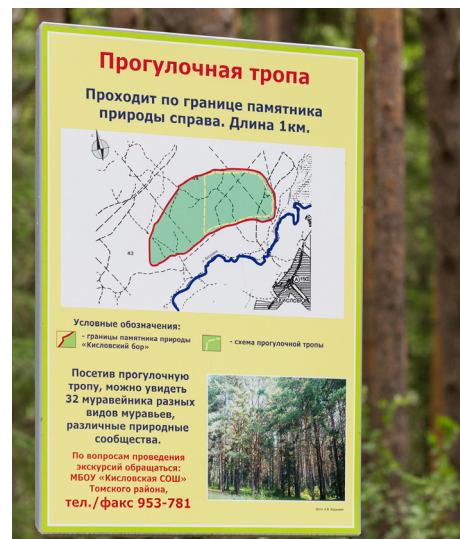 Прогулочная тропа
Проходит по границе памятника
природы справа. Длина 1км.
43
КИСЛОВКА
Условные обозначения:
- границы памятника природы
«Кисловский бор»
- схема прогулочной тропы
Посетив прогулочную
тропу, можно увидеть
32 муравейника разных
видов муравьев,
различные природные
сообщества.
По вопросам проведения
экскурсий обращаться:
МБОУ «Кисловская СОШ»
Томского района,
тел./факс 953-781